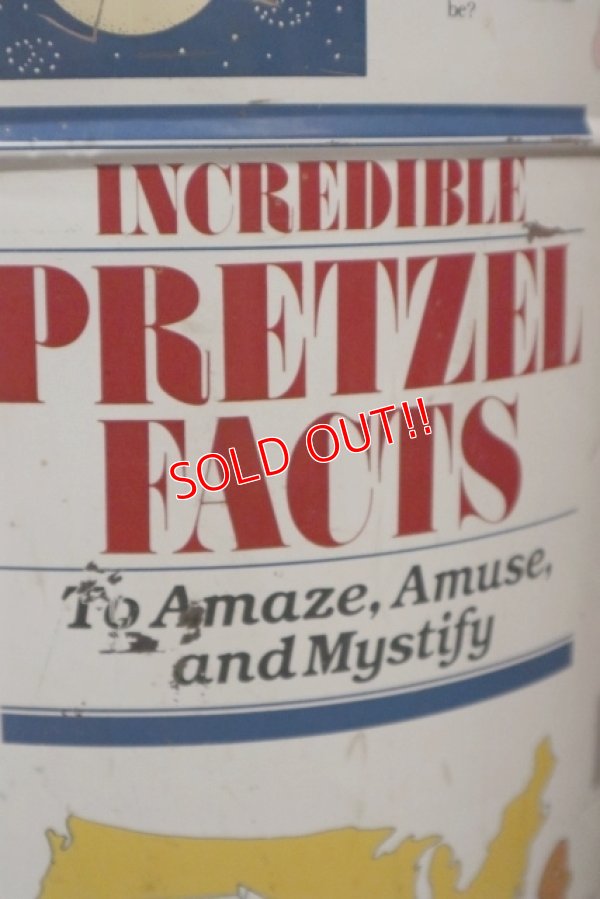 be?
INCREDIBLE
PRETZEL
FACTS
SOLD OUT!!
To Amaze, Amuse,
and Mystify